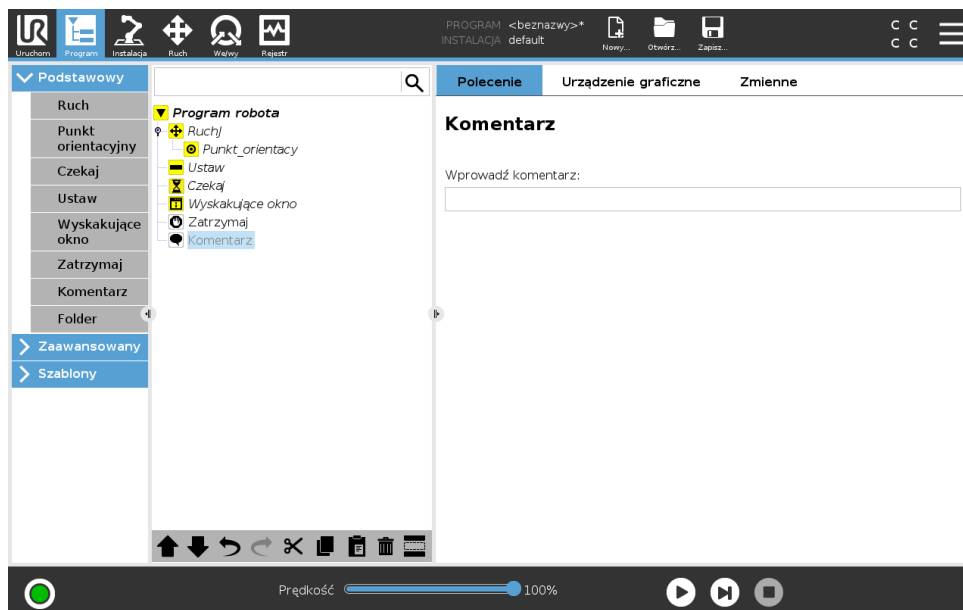 PROGRAM <beznazwy>*
INSTALACJA default
Uruchom Program Instalacja Ruch We/wy Rejestr Nowy... Otwórz... Zapisz...
C C
C C
Podstawowy
Ruch
Punkt
orientacyjny
Czekaj
Ustaw
Wyskakujące
okno
Zatrzymaj
Komentarz
Folder
Zaawansowany
Szablony
Program robota
RuchJ
Punkt_orientacy
Ustaw
Czekaj
Wyskakujące okno
Zatrzymaj
Komentarz
Polecenie Urządzenie graficzne Zmienne
Komentarz
Wprowadź komentarz:
Prędkość 100%